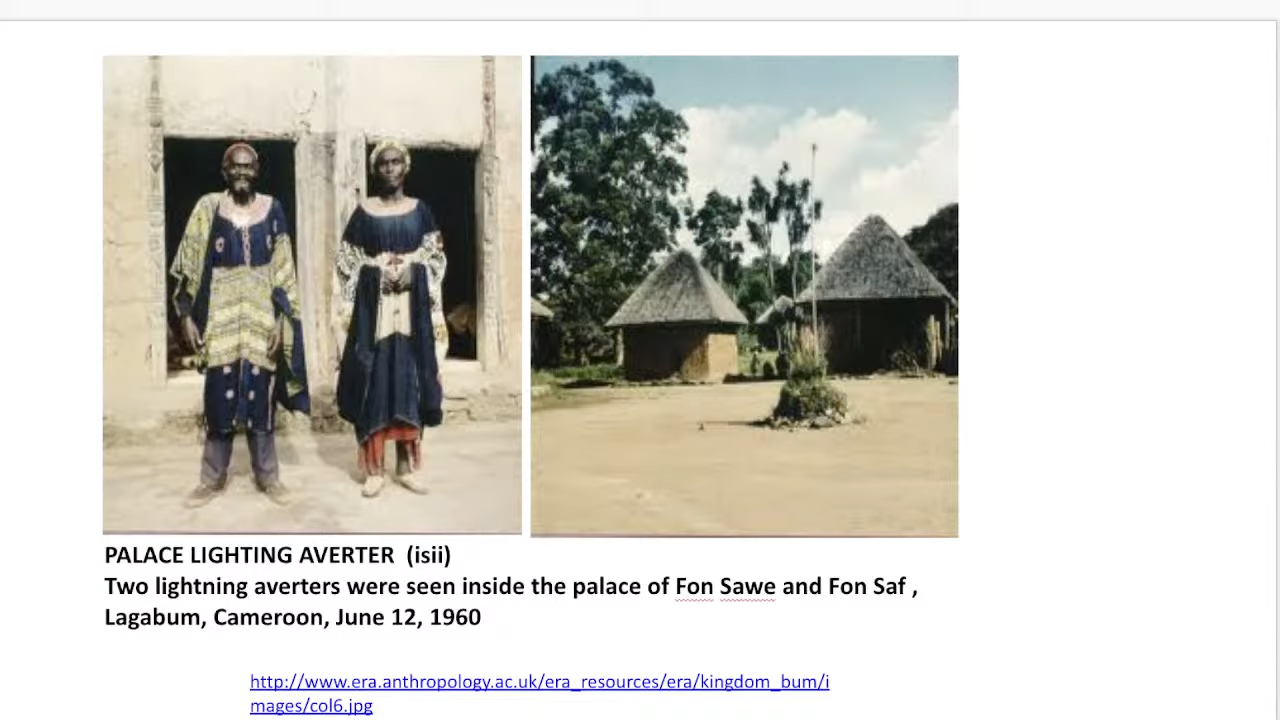 PALACE LIGHTING AVERTER (isii)
Two lightning averters were seen inside the palace of Fon Sawe and Fon Saf ,
Lagabum, Cameroon, June 12, 1960
http://www.era.anthropology.ac.uk/era_resources/era/kingdom_bum/i
mages/col6.jpg